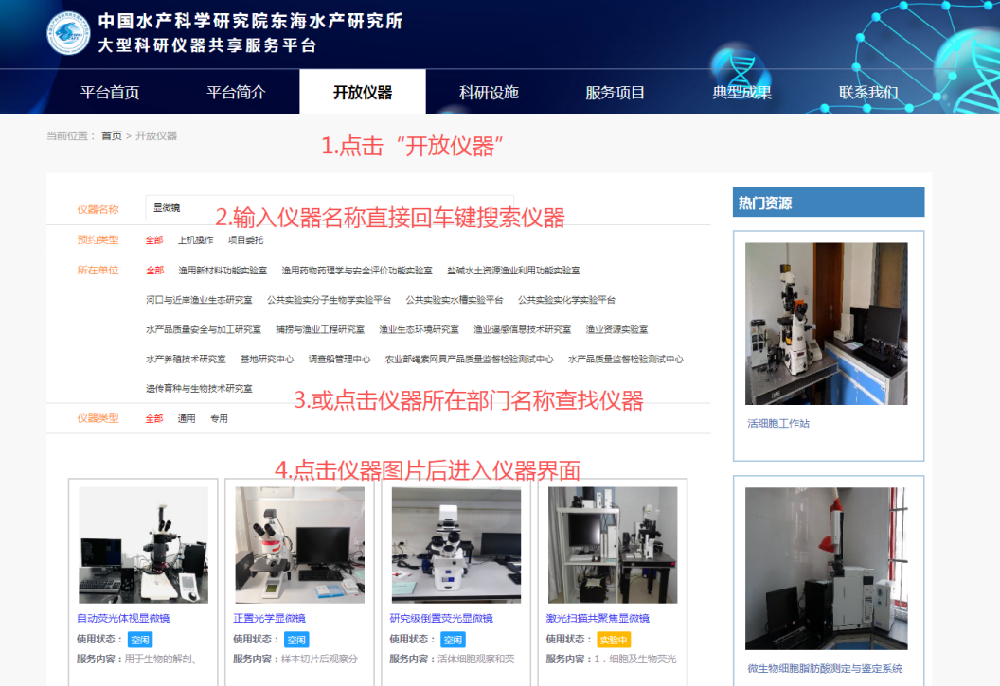 中国水产科学研究院东海水产研究所
大型科研仪器共享服务平台
平台首页 平台简介 开放仪器 科研设施 服务项目 典型成果 联系我们
当前位置： 首页 > 开放仪器
1.点击“开放仪器”
仪器名称 显微镜
2.输入仪器名称直接回车键搜索仪器
预约类型 全部 上机操作 项目委托
所在单位 全部 渔用新材料功能实验室 渔用药物药理学与安全评价功能实验室 盐碱水土资源渔业利用功能实验室
河口与近岸渔业生态研究室 公共实验实分子生物学实验平台 公共实验实水槽实验平台 公共实验实化学实验平台
水产品质量安全与加工研究室 捕捞与渔业工程研究室 渔业生态环境研究室 渔业遥感信息技术研究室 渔业资源实验室
水产养殖技术研究室 基地研究中心 调查船管理中心 农业部绳索网具产品质量监督检验测试中心 水产品质量监督检验测试中心
遗传育种与生物技术研究室
3.或点击仪器所在部门名称查找仪器
仪器类型 全部 通用 专用
4.点击仪器图片后进入仪器界面
自动荧光体视显微镜
使用状态： 空闲
服务内容：用于生物的解剖、
正置光学显微镜
使用状态： 空闲
服务内容：样本切片后观察分
研究级倒置荧光显微镜
使用状态： 空闲
服务内容：活体细胞观察和荧
激光扫描共聚焦显微镜
使用状态： 实验中
服务内容：1．细胞及生物荧光
热门资源
活细胞工作站
微生物细胞脂肪酸测定与鉴定系统